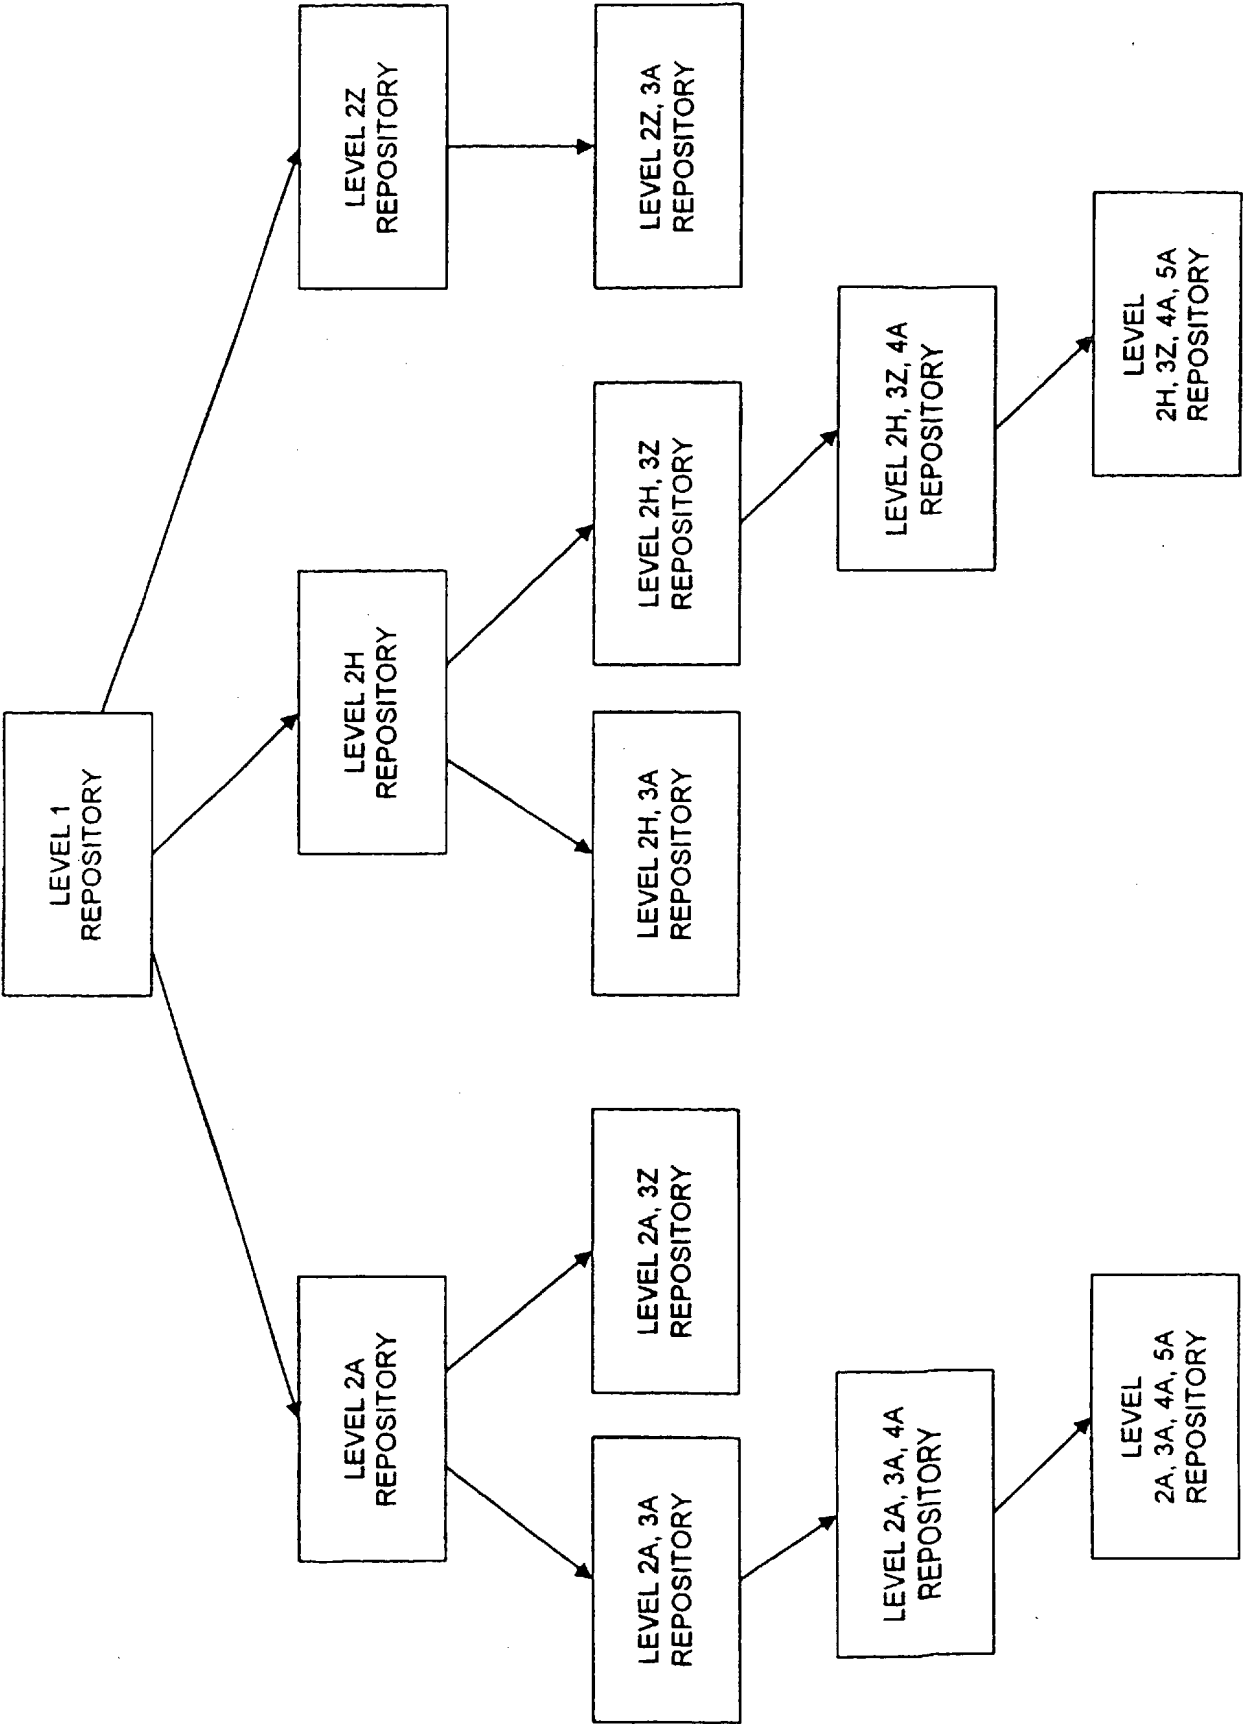 LEVEL 1
REPOSITORY
LEVEL 2A
REPOSITORY
LEVEL 2H
REPOSITORY
LEVEL 2Z
REPOSITORY
LEVEL 2A, 3A
REPOSITORY
LEVEL 2A, 3Z
REPOSITORY
LEVEL 2H, 3A
REPOSITORY
LEVEL 2H, 3Z
REPOSITORY
LEVEL 2Z, 3A
REPOSITORY
LEVEL 2A, 3A, 4A
REPOSITORY
LEVEL 2H, 3Z, 4A
REPOSITORY
LEVEL
2A, 3A, 4A, 5A
REPOSITORY
LEVEL
2H, 3Z, 4A, 5A
REPOSITORY